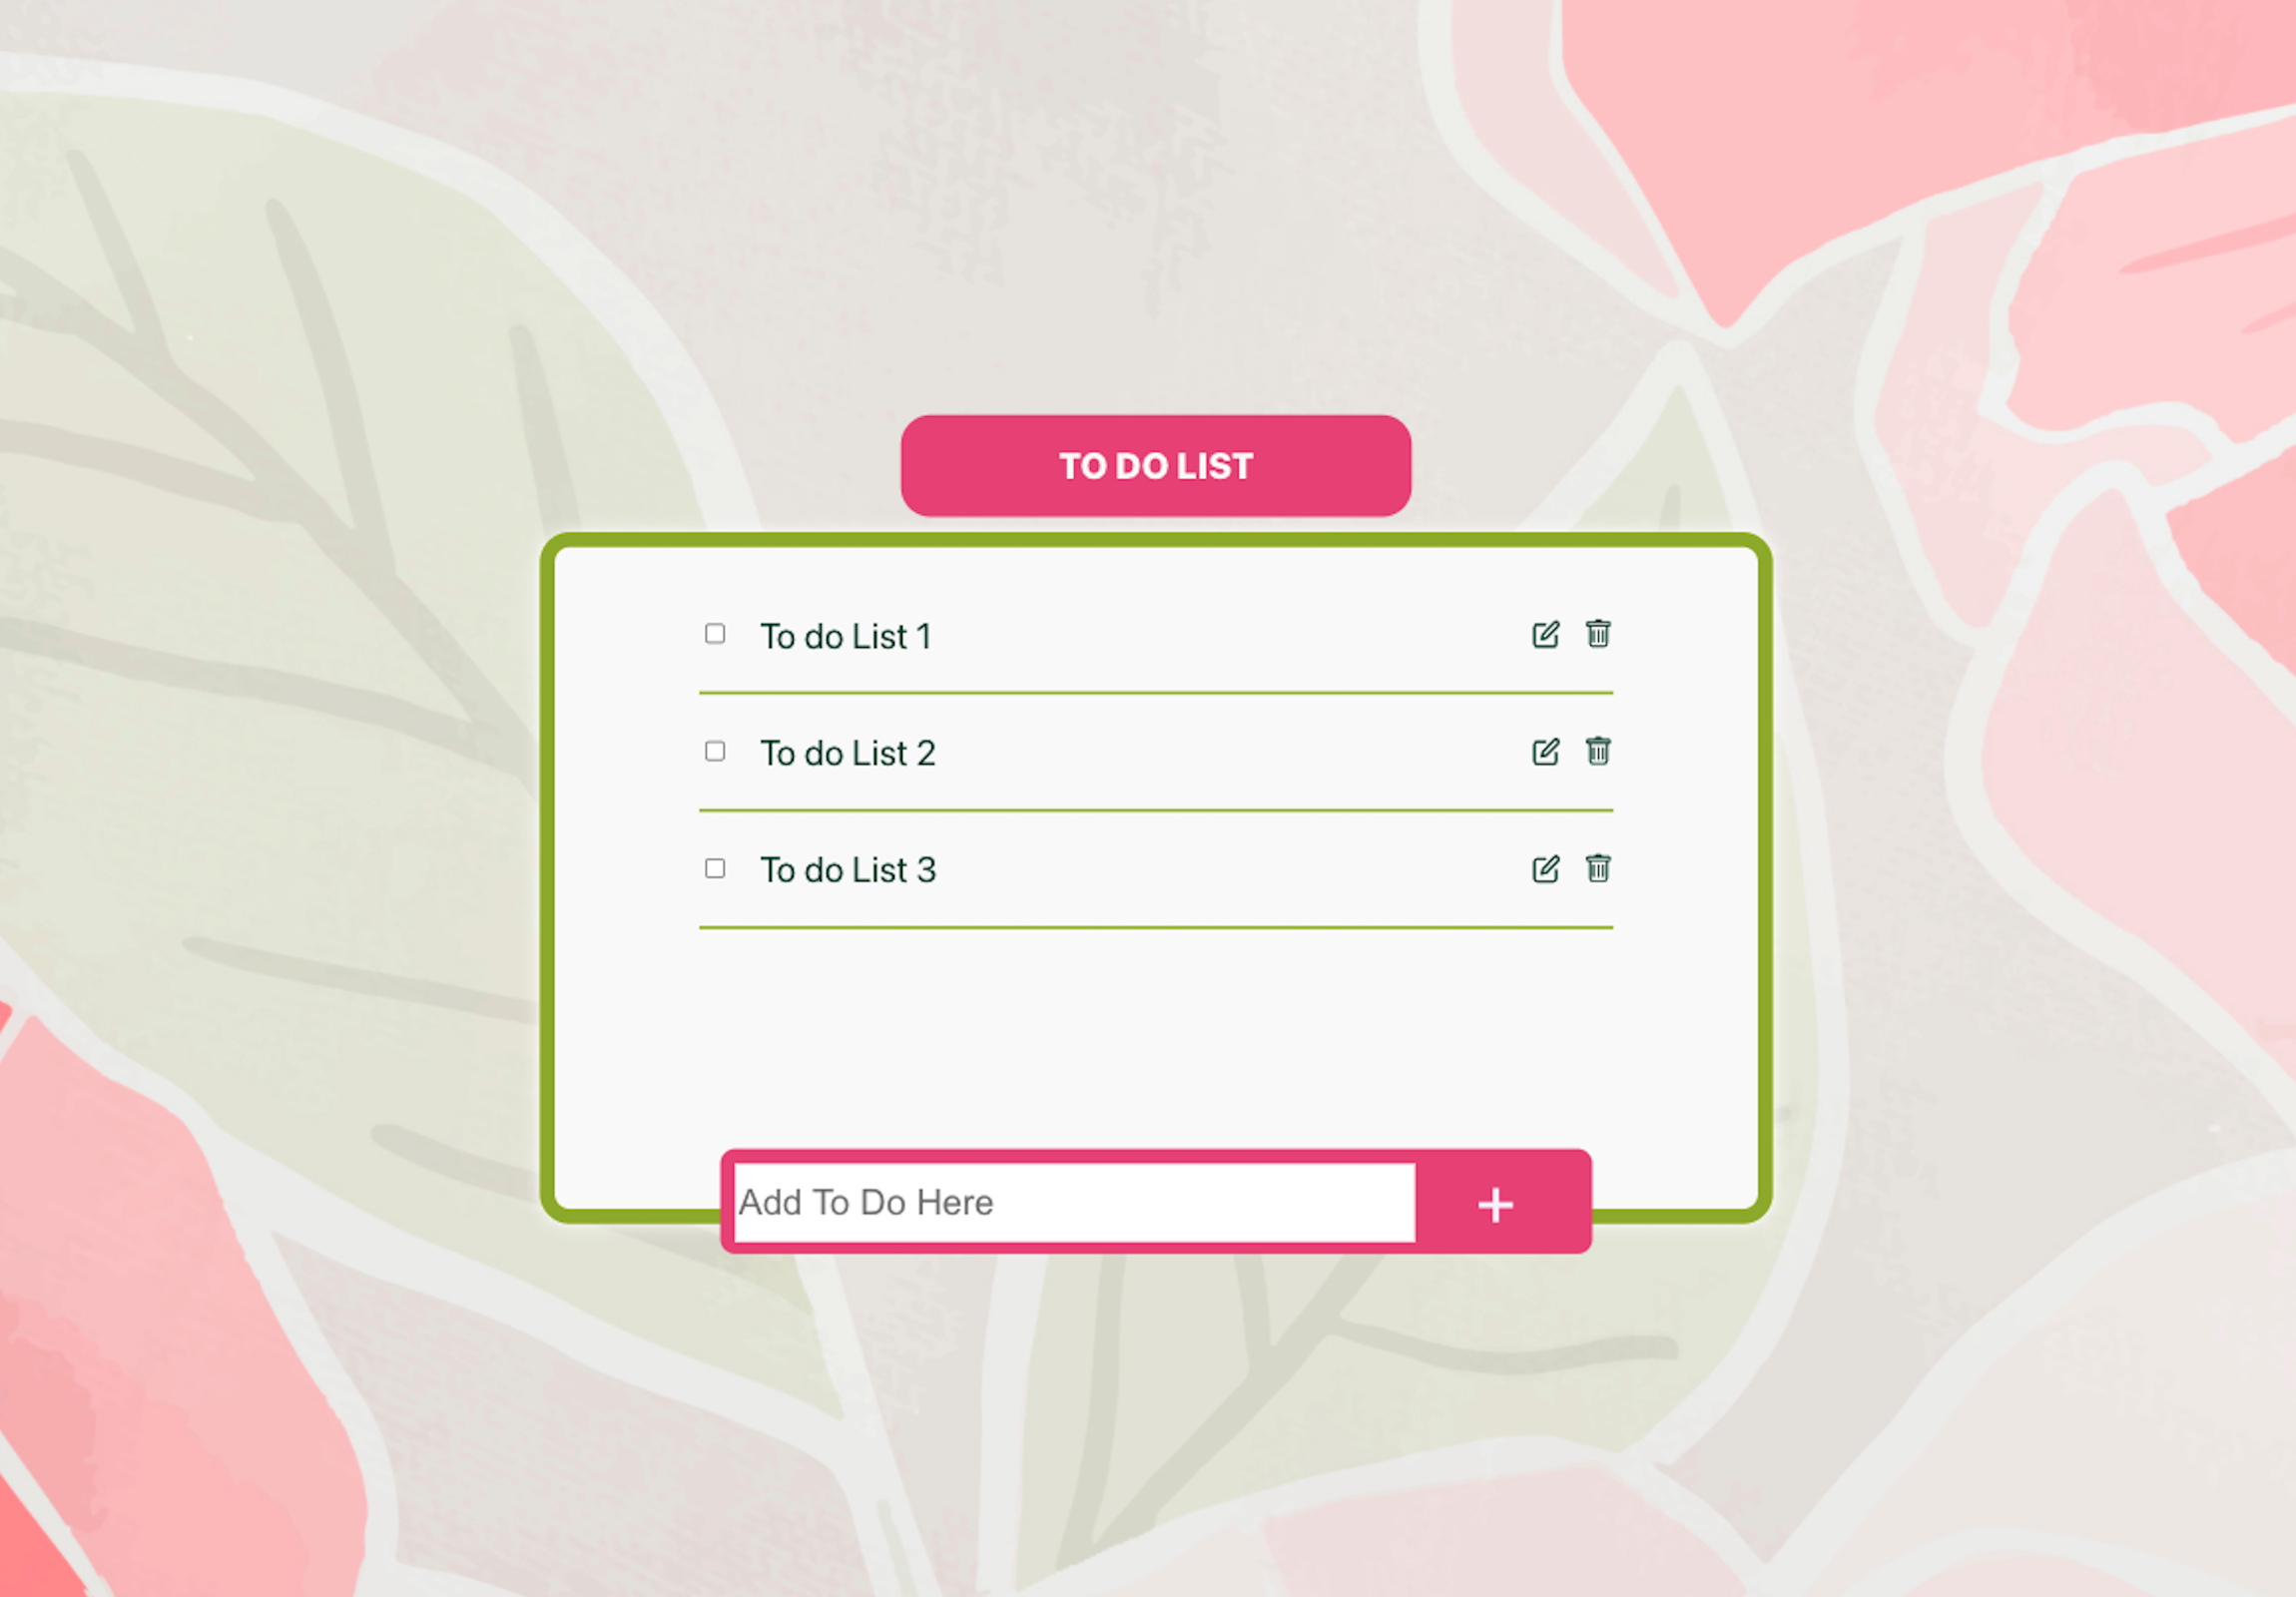 TO DO LIST
To do List 1
To do List 2
To do List 3
Add To Do Here
+